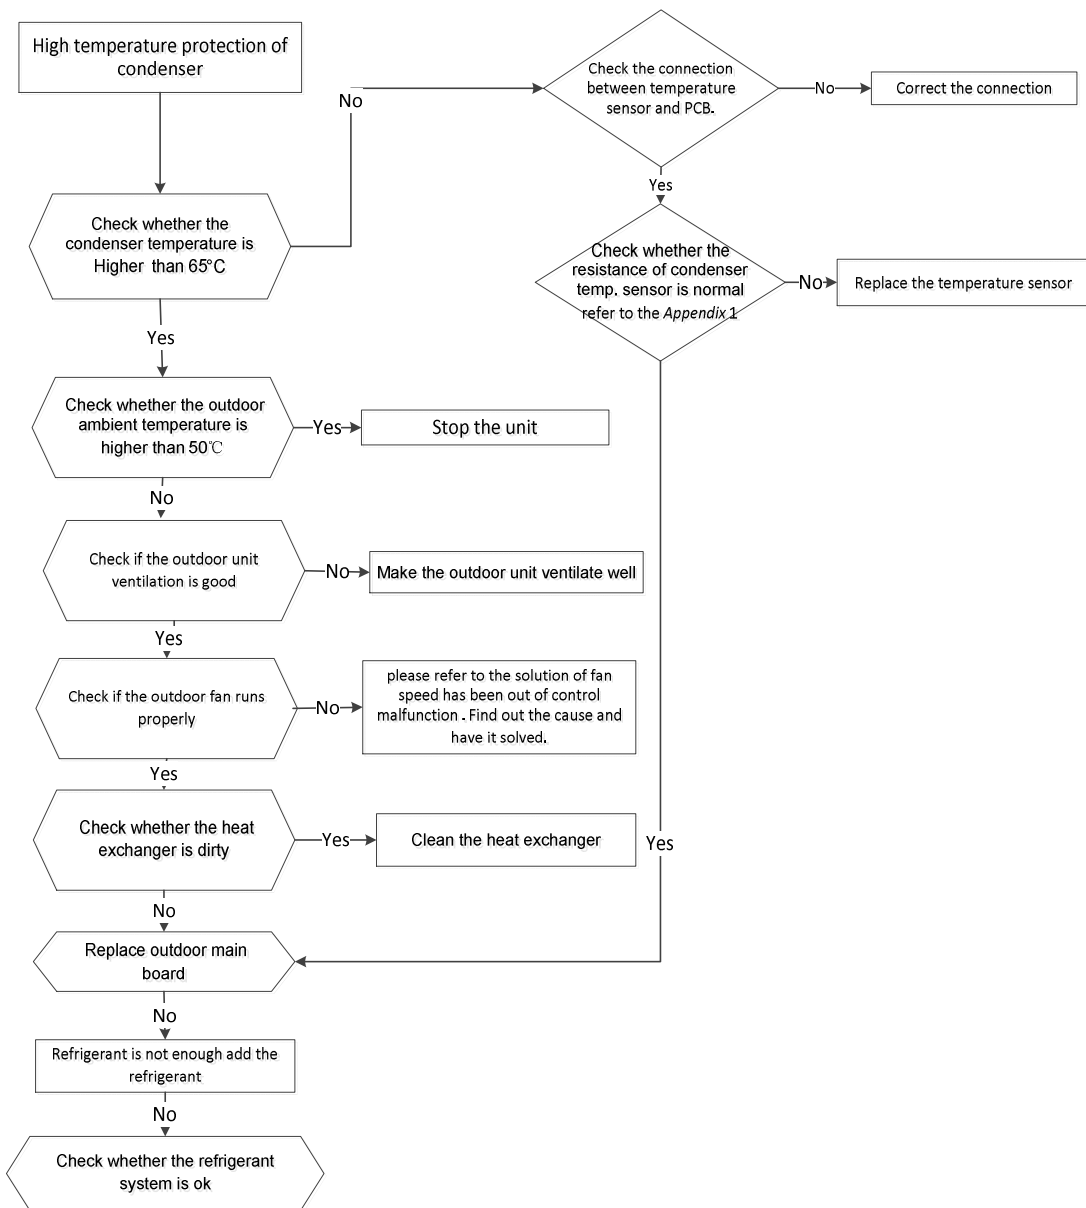 High temperature protection of
condenser
No
Check the connection
between temperature
sensor and PCB.
No
Correct the connection
Yes
Check whether the
condenser temperature is
Higher than 65°C
Check whether the
resistance of condenser
temp. sensor is normal
refer to the Appendix 1
No
Replace the temperature sensor
Yes
Check whether the outdoor
ambient temperature is
higher than 50℃
Yes
Stop the unit
No
Check if the outdoor unit
ventilation is good
No
Make the outdoor unit ventilate well
Yes
Check if the outdoor fan runs
properly
No
please refer to the solution of fan
speed has been out of control
malfunction . Find out the cause and
have it solved.
Yes
Check whether the heat
exchanger is dirty
Yes
Clean the heat exchanger
Yes
No
Replace outdoor main
board
No
Refrigerant is not enough add the
refrigerant
No
Check whether the refrigerant
system is ok